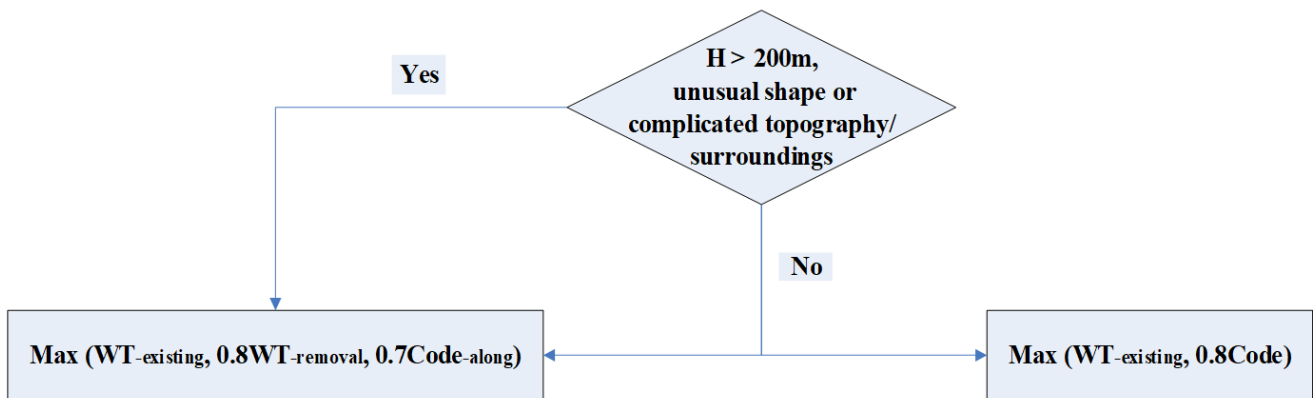 H > 200m,
Yes
unusual shape or
complicated topography/
surroundings
No
Max (WT-existing, 0.8WT-removal, 0.7Code-along)
Max (WT-existing, 0.8Code)